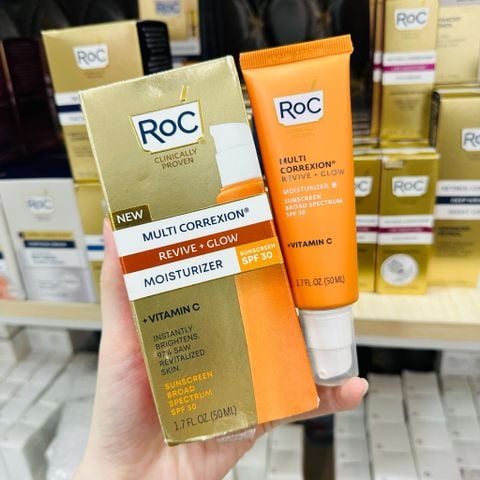 RoC
CLINICALLY
PROVEN
NEW
MULTI CORREXION®
REVIVE + GLOW
MOISTURIZER
SUNSCREEN
SPF 30
+ VITAMIN C
INSTANTLY
BRIGHTENS.
97% SAW
REVITALIZED
SKIN.
SUNSCREEN
BROAD
SPECTRUM
SPF 30
1.7 FL. OZ. (50 ML)
RoC
CLINICALLY
PROVEN
MULTI
CORREXION®
REVIVE + GLOW
MOISTURIZER
SUNSCREEN
BROAD SPECTRUM
SPF 30
+VITAMIN C
1.7 FL. OZ. (50 ML)
RoC
RoC
RoC
RoC
RoC
RoC